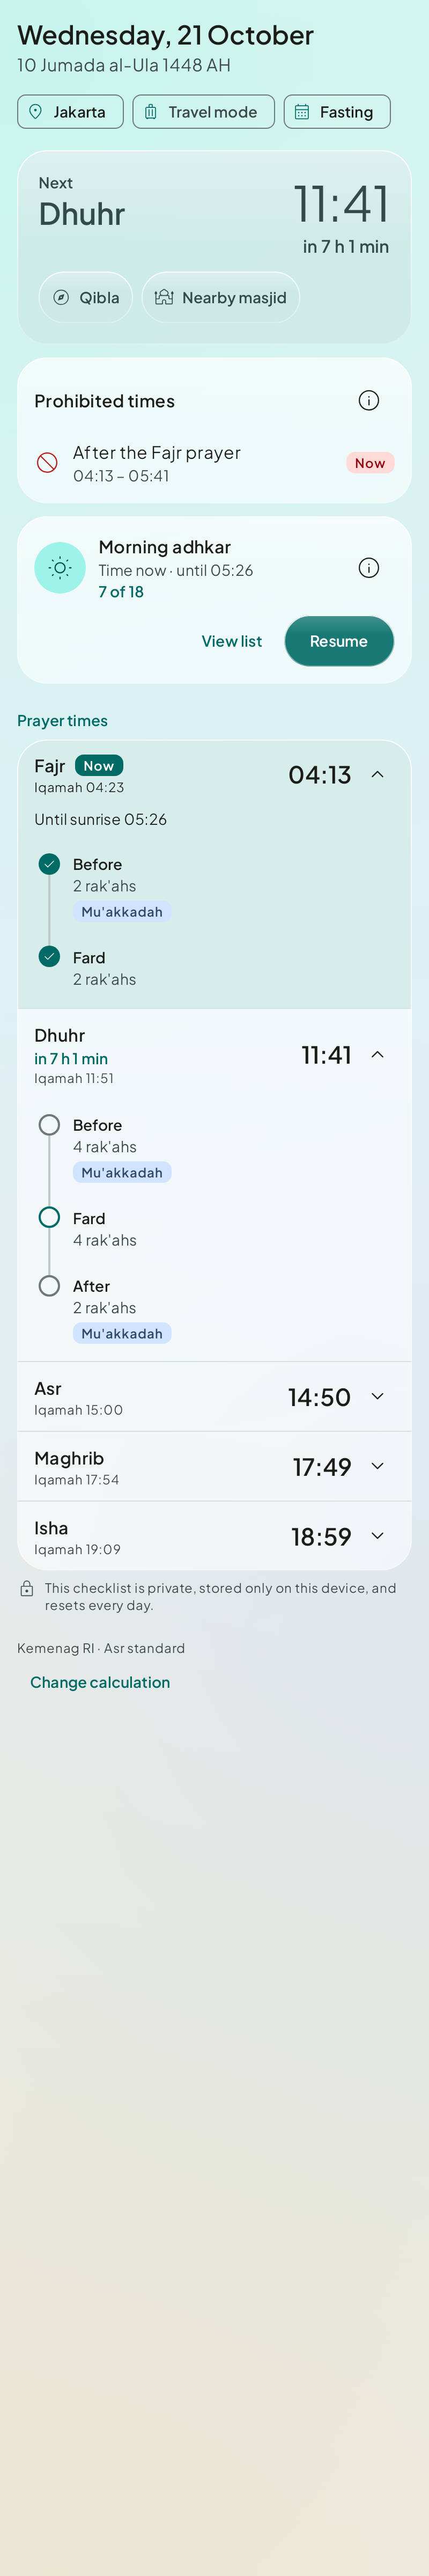 Wednesday, 21 October
10 Jumada al-Ula 1448 AH
Jakarta
Travel mode
Fasting
Next
Dhuhr
11:41
in 7 h 1 min
Qibla
Nearby masjid
Prohibited times
After the Fajr prayer
04:13 – 05:41
Now
Morning adhkar
Time now · until 05:26
7 of 18
View list
Resume
Prayer times
Fajr
Now
Iqamah 04:23
04:13
Until sunrise 05:26
Before
2 rak'ahs
Mu'akkadah
Fard
2 rak'ahs
Dhuhr
in 7 h 1 min
Iqamah 11:51
11:41
Before
4 rak'ahs
Mu'akkadah
Fard
4 rak'ahs
After
2 rak'ahs
Mu'akkadah
Asr
Iqamah 15:00
14:50
Maghrib
Iqamah 17:54
17:49
Isha
Iqamah 19:09
18:59
This checklist is private, stored only on this device, and
resets every day.
Kemenag RI · Asr standard
Change calculation